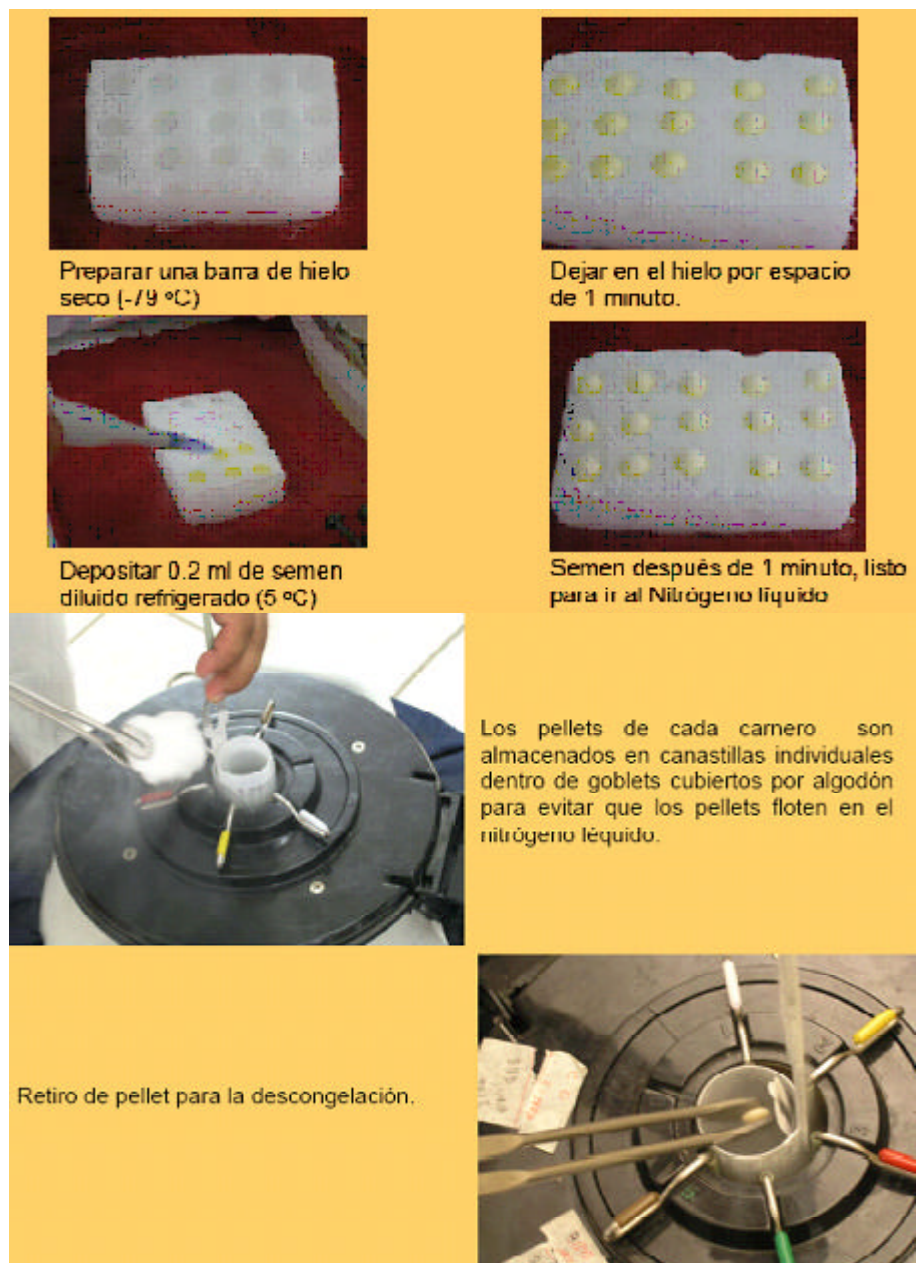 Preparar una barra de hielo
seco (-79 ºC)
Depositar 0.2 ml de semen
diluido refrigerado (5 ºC)
Dejar en el hielo por espacio
de 1 minuto.
Semen después de 1 minuto, listo
para ir al Nitrógeno líquido
Los pellets de cada carnero son
almacenados en canastillas individuales
dentro de goblets cubiertos por algodón
para evitar que los pellets floten en el
nitrógeno léquido.
Retiro de pellet para la descongelación.